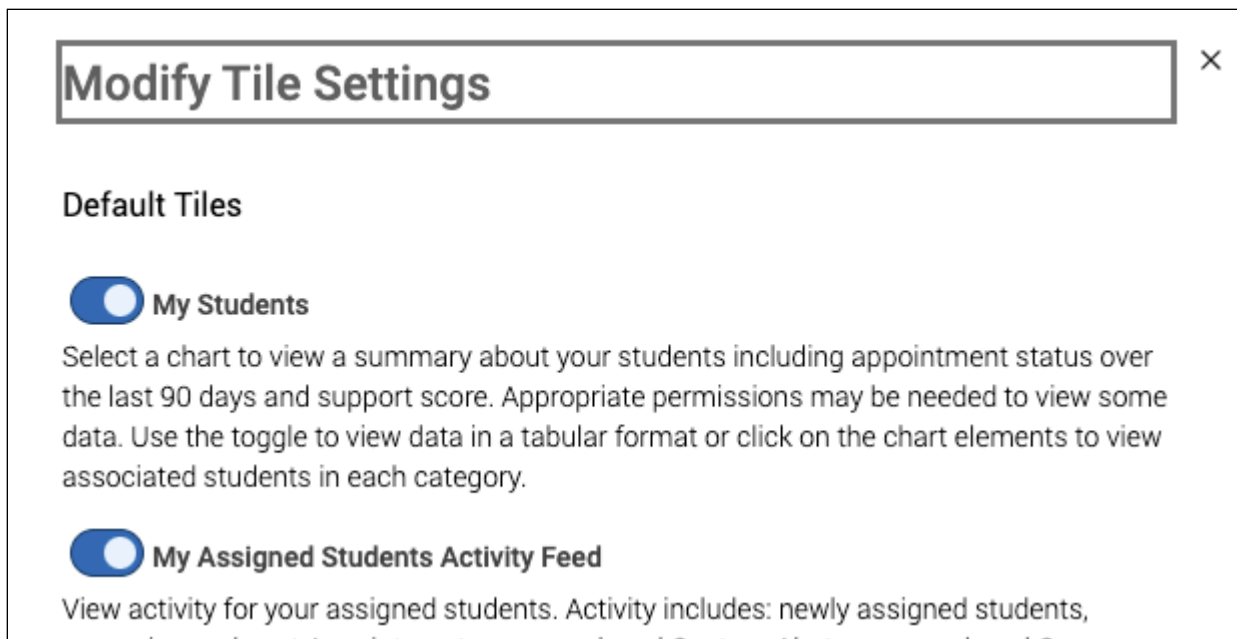 Modify Tile Settings
Default Tiles
My Students
Select a chart to view a summary about your students including appointment status over
the last 90 days and support score. Appropriate permissions may be needed to view some
data. Use the toggle to view data in a tabular format or click on the chart elements to view
associated students in each category.
My Assigned Students Activity Feed
View activity for your assigned students. Activity includes: newly assigned students,